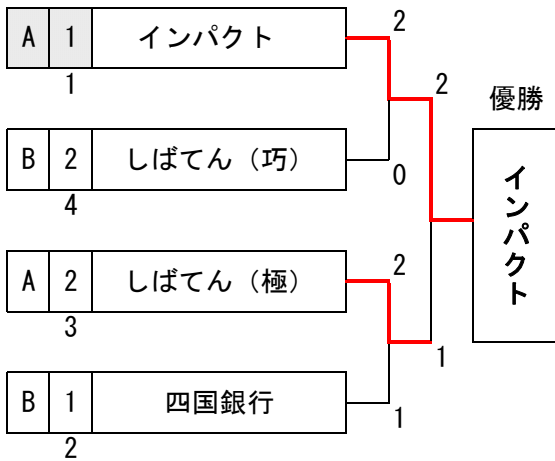 A 1 インパクト 2
1
2
優勝
B 2 しばてん（巧） 0
4
インパクト
A 2 しばてん（極） 2
3
1
B 1 四国銀行 1
2